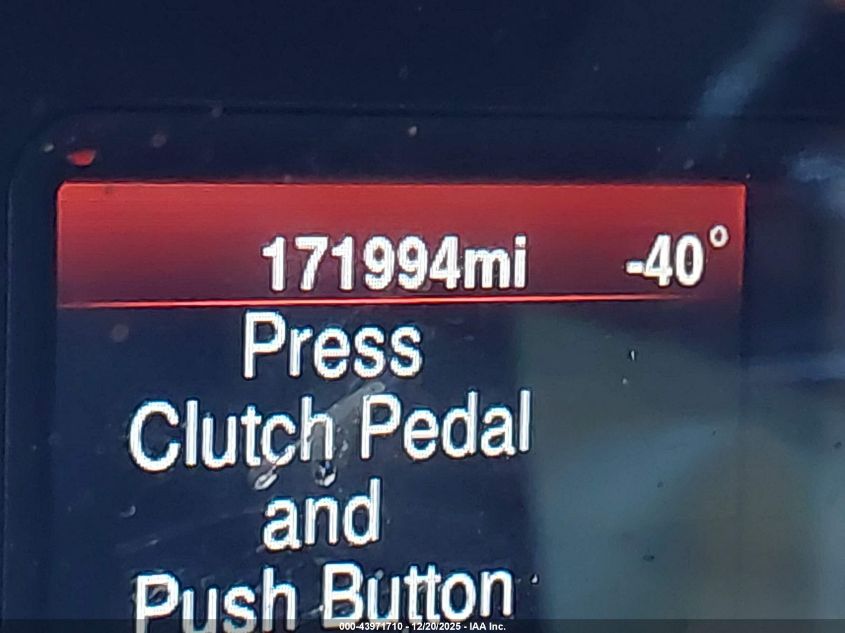 171994mi -40°
Press
Clutch Pedal
and
Push Button
000-43971710 - 12/20/2025 - IAA Inc.